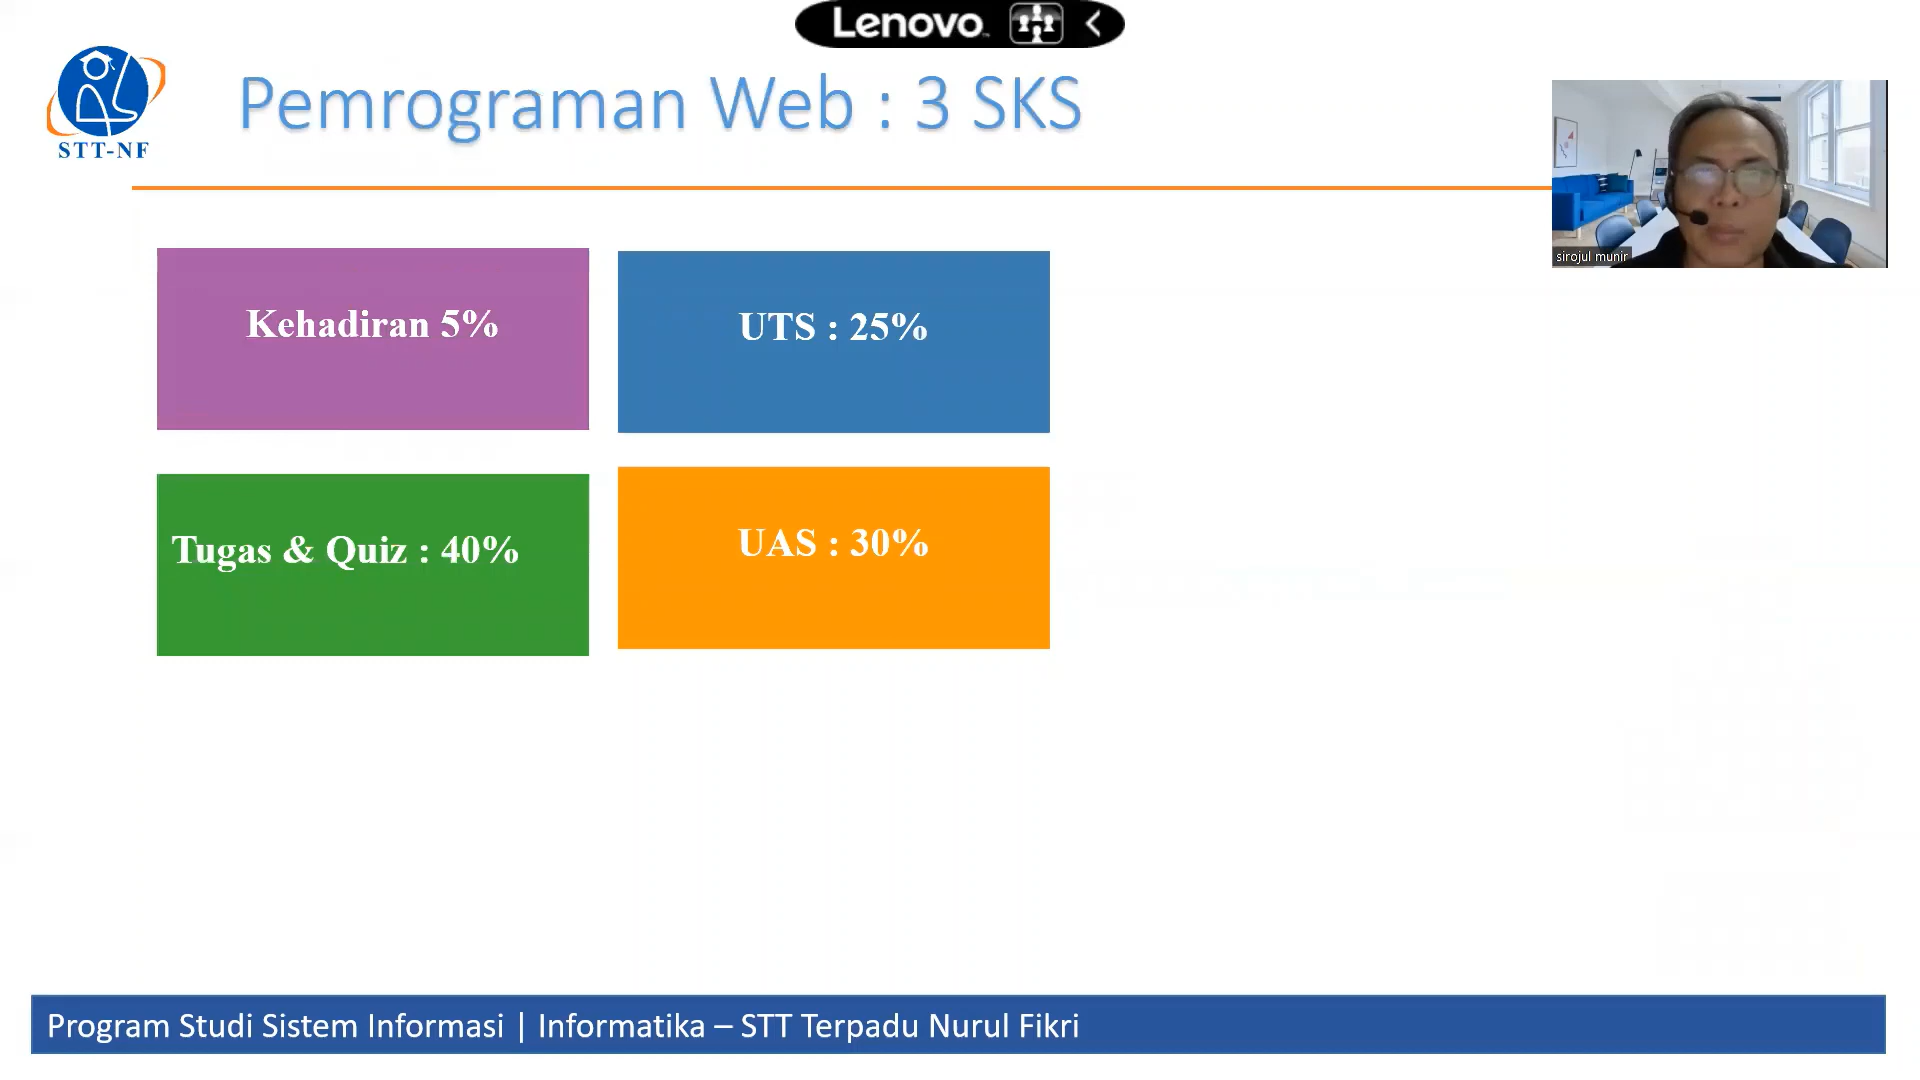 Lenovo
STT-NF
Pemrograman Web : 3 SKS
sirojul munir
Kehadiran 5%
UTS : 25%
Tugas & Quiz : 40%
UAS : 30%
Program Studi Sistem Informasi | Informatika – STT Terpadu Nurul Fikri